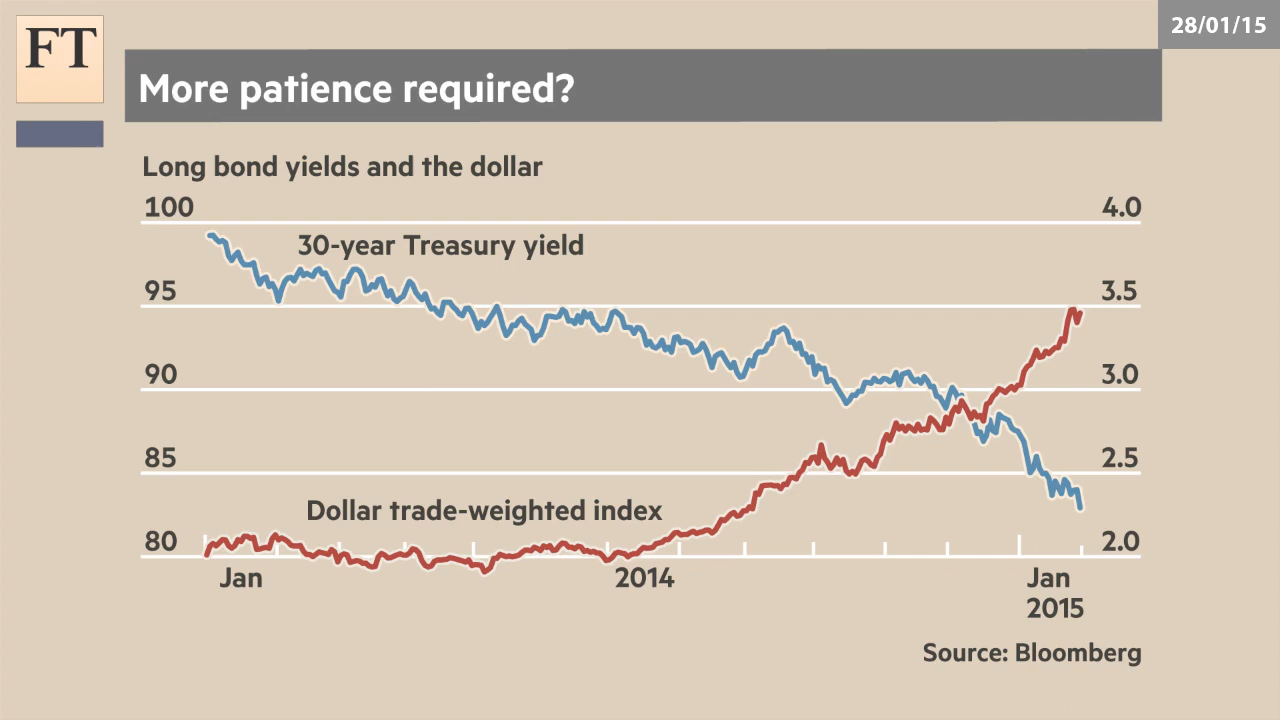 FT
28/01/15
More patience required?
Long bond yields and the dollar
100 4.0
30-year Treasury yield
95 3.5
90 3.0
85 2.5
Dollar trade-weighted index
80 2.0
Jan 2014 Jan
2015
Source: Bloomberg